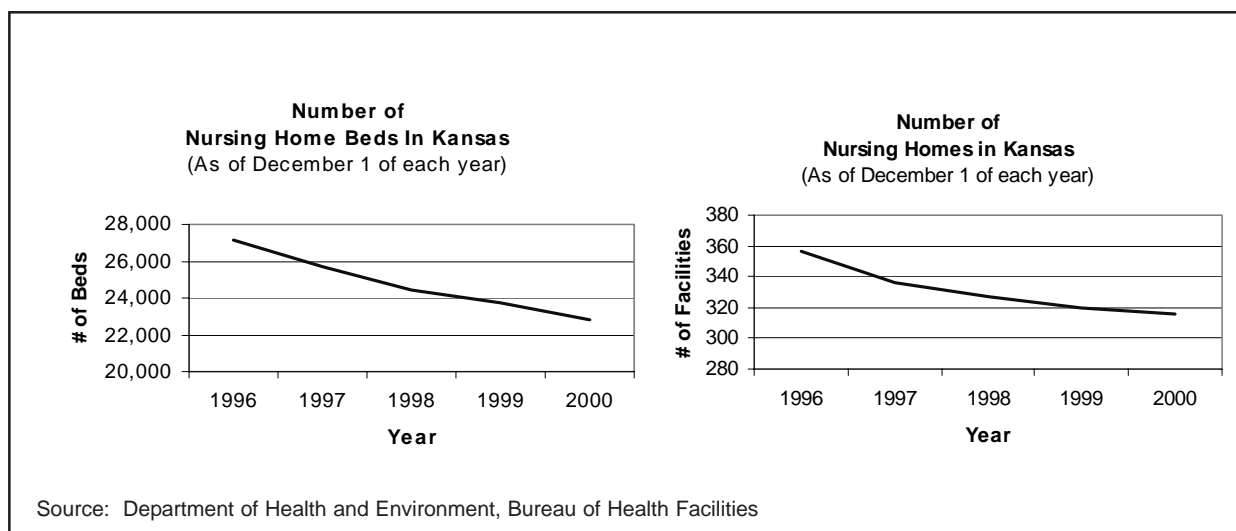 Number of
Nursing Home Beds In Kansas
(As of December 1 of each year)
# of Beds
28,000
26,000
24,000
22,000
20,000
1996 1997 1998 1999 2000
Year
Number of
Nursing Homes in Kansas
(As of December 1 of each year)
# of Facilities
380
360
340
320
300
280
1996 1997 1998 1999 2000
Year
Source: Department of Health and Environment, Bureau of Health Facilities